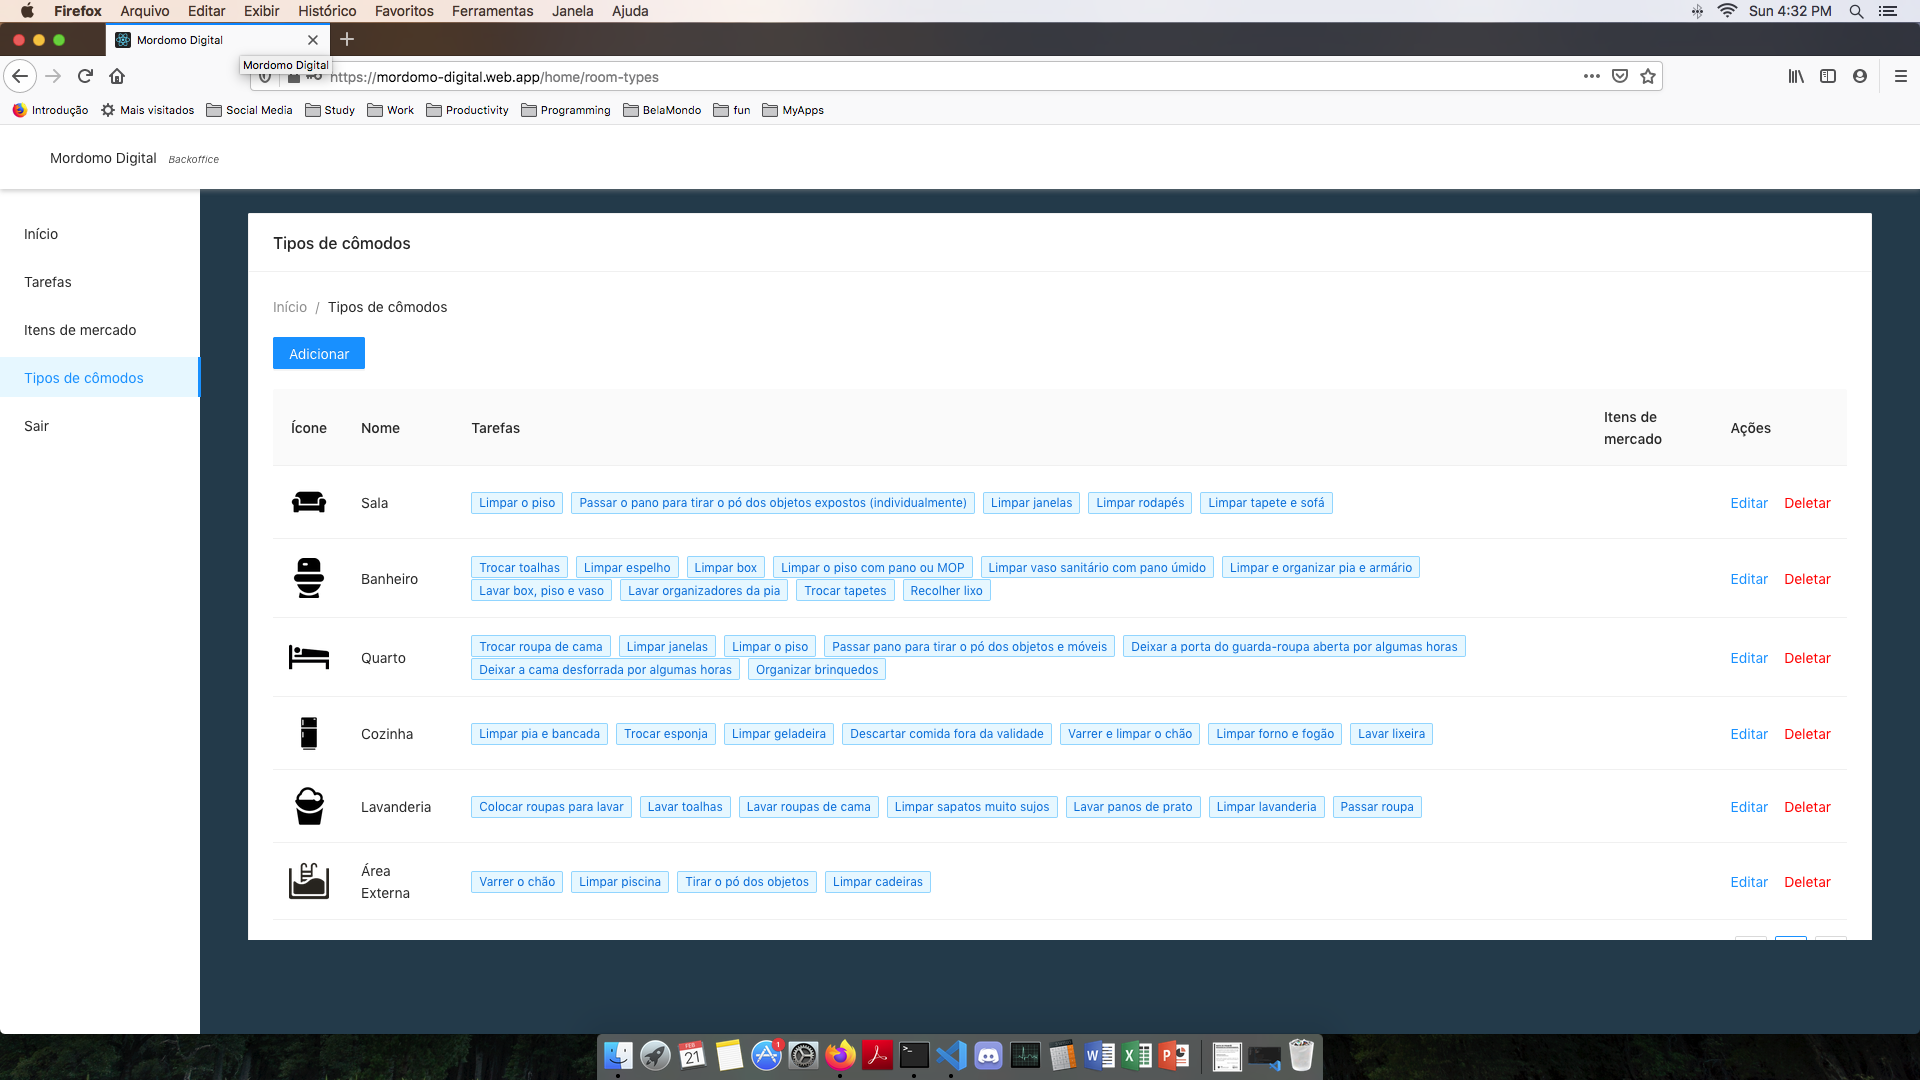 Firefox Arquivo Editar Exibir Histórico Favoritos Ferramentas Janela Ajuda Sun 4:32 PM
Mordomo Digital
Mordomo Digital
https://mordomo-digital.web.app/home/room-types
Introdução Mais visitados Social Media Study Work Productivity Programming BelaMondo fun MyApps
Mordomo Digital Backoffice
Início
Tarefas
Itens de mercado
Tipos de cômodos
Sair
Tipos de cômodos
Início / Tipos de cômodos
Adicionar
Ícone Nome Tarefas Itens de mercado Ações
Sala Limpar o piso Passar o pano para tirar o pó dos objetos expostos (individualmente) Limpar janelas Limpar rodapés Limpar tapete e sofá Editar Deletar
Banheiro Trocar toalhas Limpar espelho Limpar box Limpar o piso com pano ou MOP Limpar vaso sanitário com pano úmido Limpar e organizar pia e armário
Lavar box, piso e vaso Lavar organizadores da pia Trocar tapetes Recolher lixo Editar Deletar
Quarto Trocar roupa de cama Limpar janelas Limpar o piso Passar pano para tirar o pó dos objetos e móveis Deixar a porta do guarda-roupa aberta por algumas horas
Deixar a cama desforrada por algumas horas Organizar brinquedos Editar Deletar
Cozinha Limpar pia e bancada Trocar esponja Limpar geladeira Descartar comida fora da validade Varrer e limpar o chão Limpar forno e fogão Lavar lixeira Editar Deletar
Lavanderia Colocar roupas para lavar Lavar toalhas Lavar roupas de cama Limpar sapatos muito sujos Lavar panos de prato Limpar lavanderia Passar roupa Editar Deletar
Área Externa Varrer o chão Limpar piscina Tirar o pó dos objetos Limpar cadeiras Editar Deletar
FEB 21
1